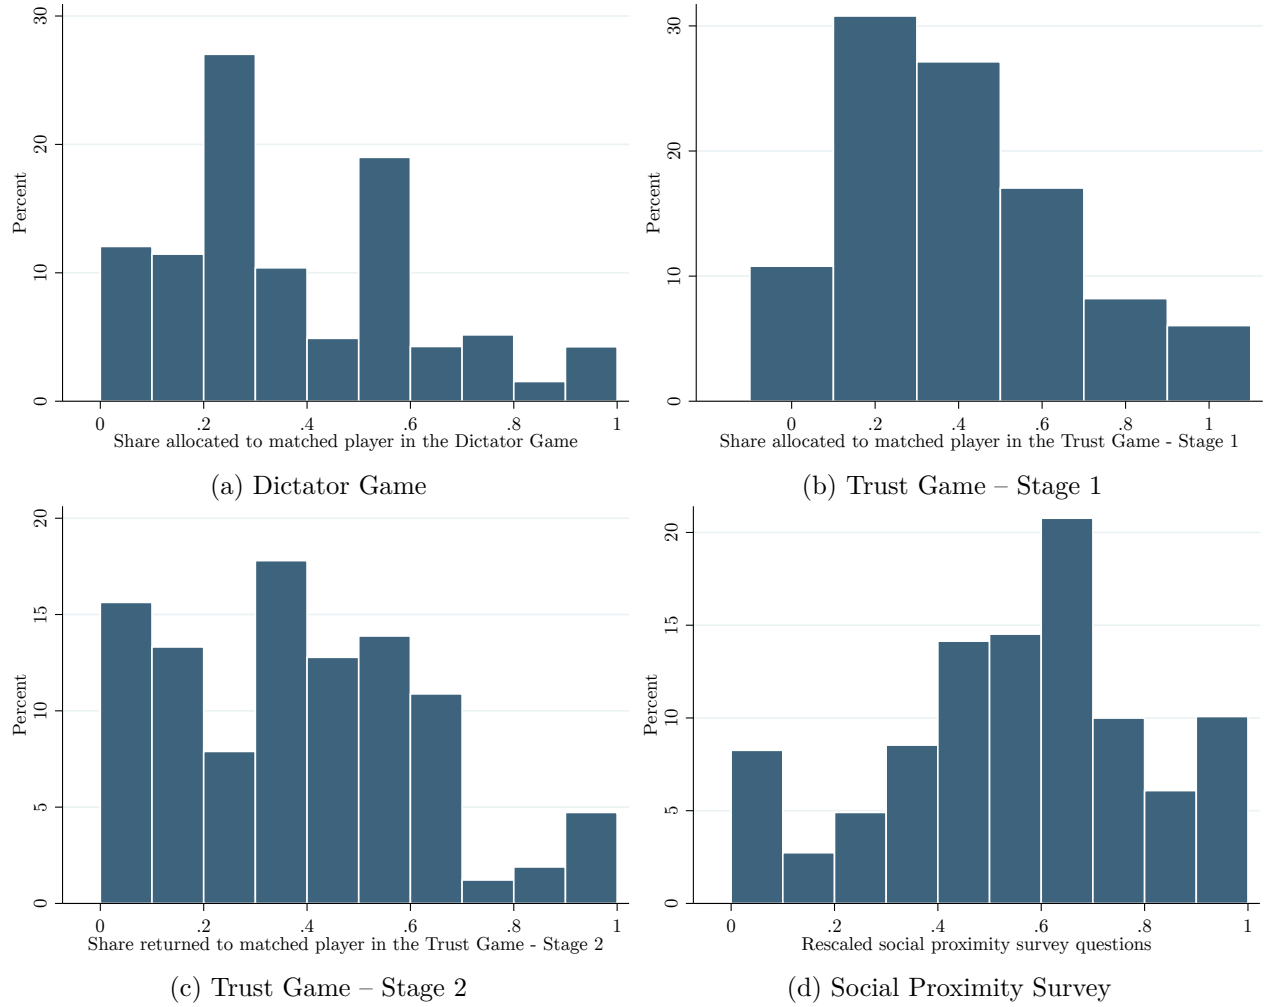 30
20
10
0
Percent
0 .2 .4 .6 .8 1
Share allocated to matched player in the Dictator Game
(a) Dictator Game
30
20
10
0
Percent
0 .2 .4 .6 .8 1
Share allocated to matched player in the Trust Game - Stage 1
(b) Trust Game – Stage 1
20
15
10
5
0
Percent
0 .2 .4 .6 .8 1
Share returned to matched player in the Trust Game - Stage 2
(c) Trust Game – Stage 2
20
15
10
5
0
Percent
0 .2 .4 .6 .8 1
Rescaled social proximity survey questions
(d) Social Proximity Survey